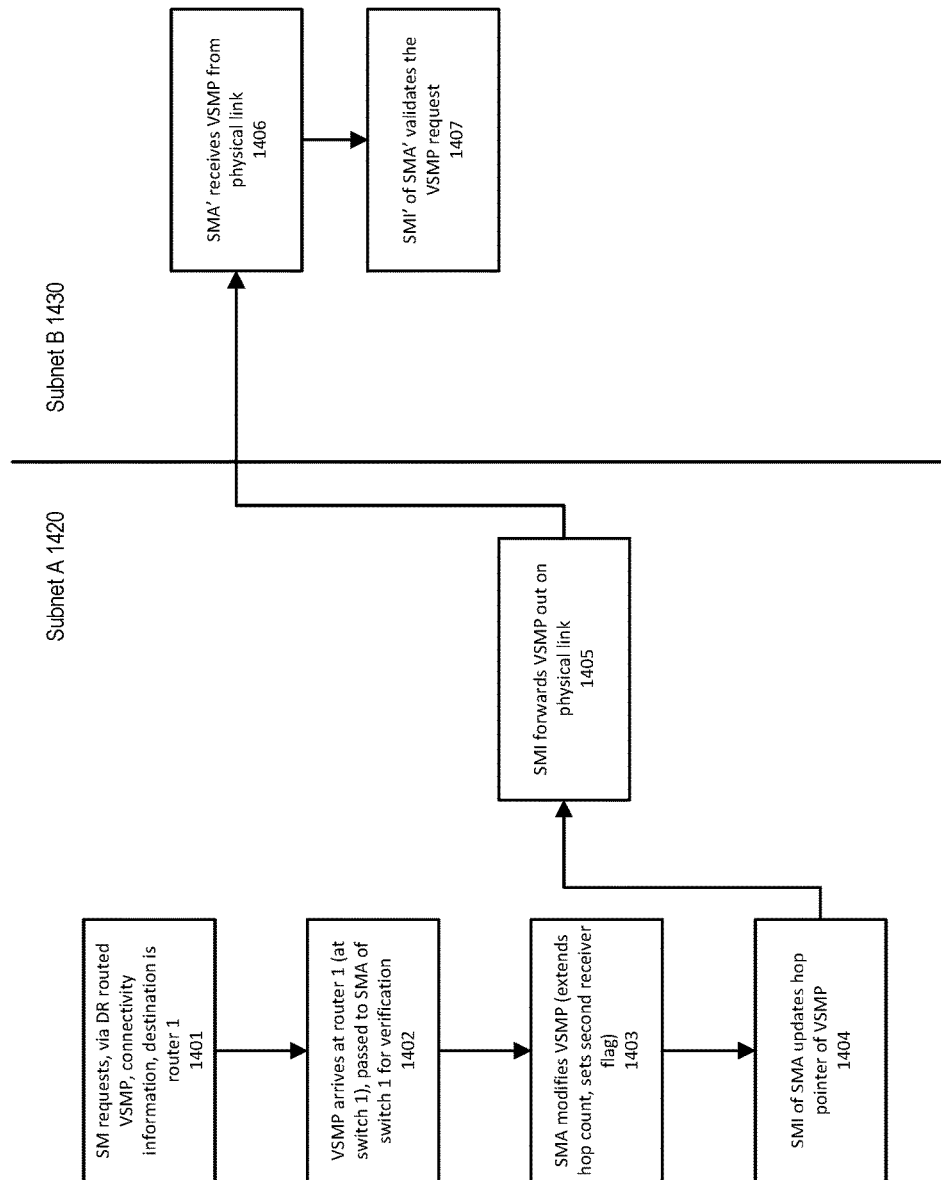 Subnet A 1420
Subnet B 1430
SM requests, via DR routed
VSMP, connectivity
information, destination is
router 1
1401
VSMP arrives at router 1 (at
switch 1), passed to SMA of
switch 1 for verification
1402
SMA modifies VSMP (extends
hop count, sets second receiver
flag)
1403
SMI of SMA updates hop
pointer of VSMP
1404
SMI forwards VSMP out on
physical link
1405
SMA' receives VSMP from
physical link
1406
SMI' of SMA' validates the
VSMP request
1407